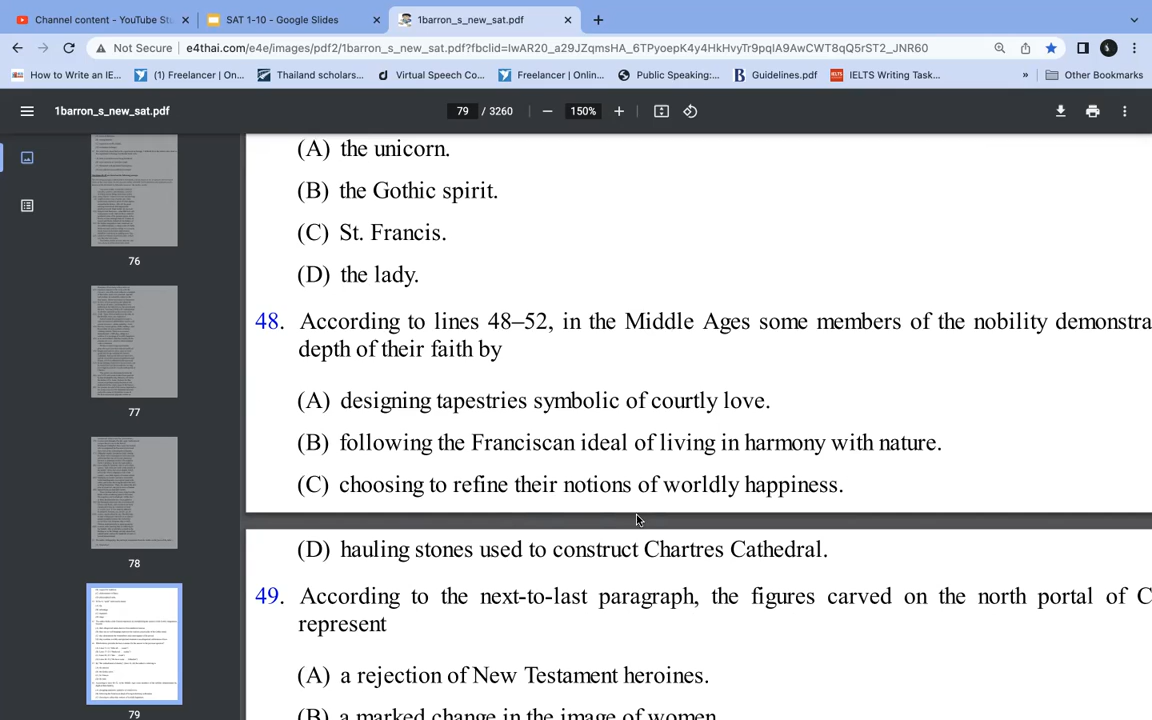 Channel content - YouTube St
SAT 1-10 - Google Slides
1barron_s_new_sat.pdf
Not Secure
e4thai.com/e4e/images/pdf2/1barron_s_new_sat.pdf?fbclid=IwAR20_a29JZqmsHA_6TPyoepK4y4HkHvyTr9pqIA9AwCWT8qQ5rST2_JNR60
How to Write an IE...
(1) Freelancer | On...
Thailand scholars...
Virtual Speech Co...
Freelancer | Onlin...
Public Speaking:...
Guidelines.pdf
IELTS Writing Task...
»
Other Bookmarks
1barron_s_new_sat.pdf
79 / 3260
150%
76
77
78
79
(A) the unicorn.
(B) the Gothic spirit.
(C) St. Francis.
(D) the lady.
48. According to lines 48–52, in the Middle Ages some members of the nobility demonstra
depth of their faith by
(A) designing tapestries symbolic of courtly love.
(B) following the Franciscan ideal of living in harmony with nature.
(C) choosing to refine their notions of worldly happiness.
(D) hauling stones used to construct Chartres Cathedral.
49. According to the next-to-last paragraph, the figures carved on the north portal of C
represent
(A) a rejection of New Testament heroines.
(B) a marked change in the image of women